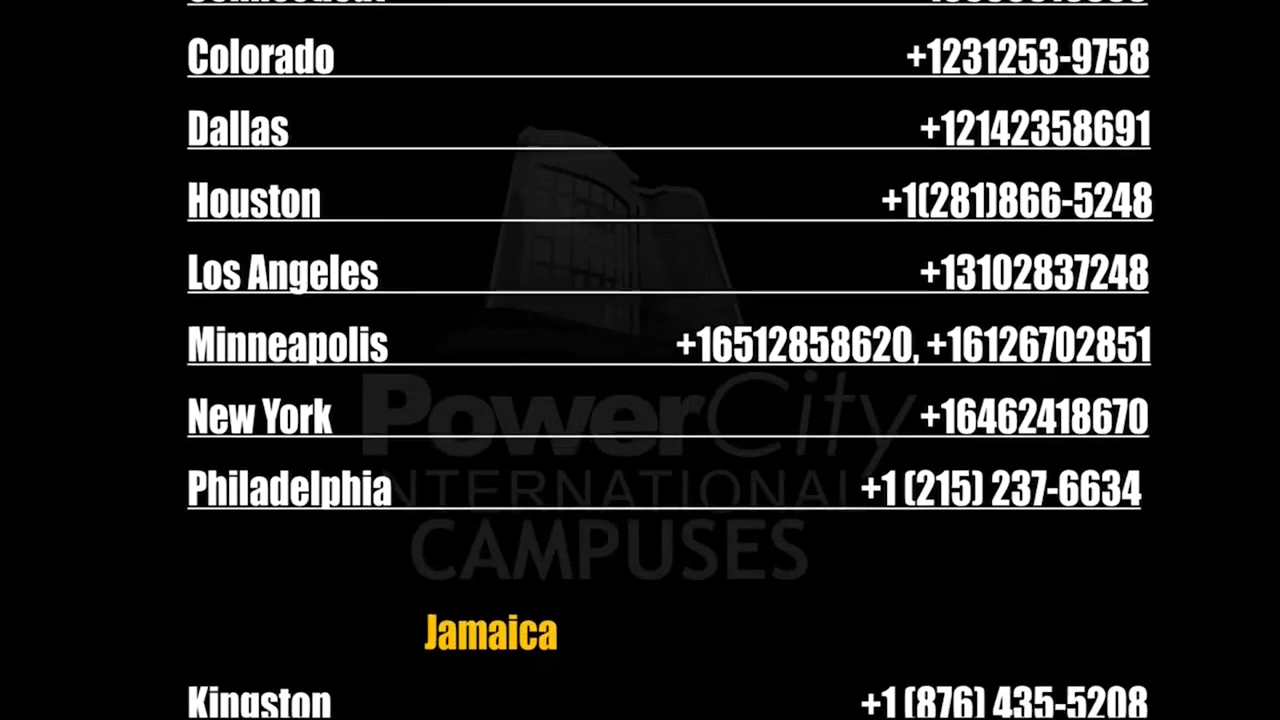 Connecticut
Colorado +1231253-9758
Dallas +12142358691
Houston +1(281)866-5248
Los Angeles +13102837248
Minneapolis +16512858620, +16126702851
New York +16462418670
Philadelphia +1 (215) 237-6634
PowerCity
INTERNATIONAL
CAMPUSES
Jamaica
Kingston +1 (876) 435-5208